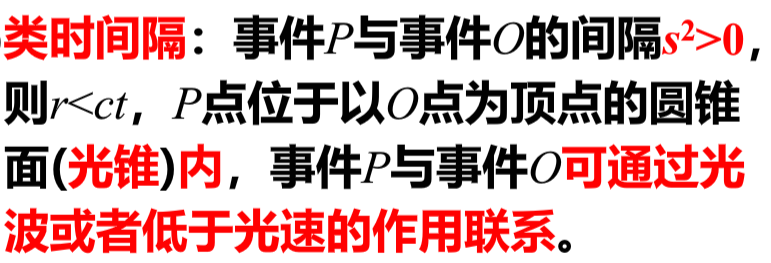 类时间隔：事件P与事件O的间隔s²>0，
则r<ct，P点位于以O点为顶点的圆锥
面(光锥)内，事件P与事件O可通过光
波或者低于光速的作用联系。